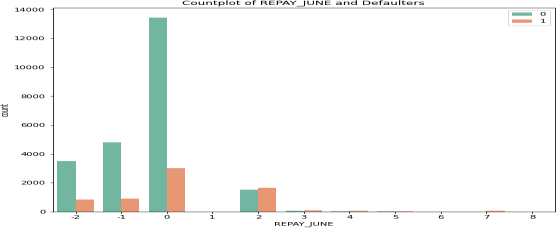 Countplot of REPAY_JUNE and Defaulters
14000
12000
10000
8000
6000
4000
2000
0
count
0
1
-2 -1 0 1 2 3 4 5 6 7 8
REPAY_JUNE